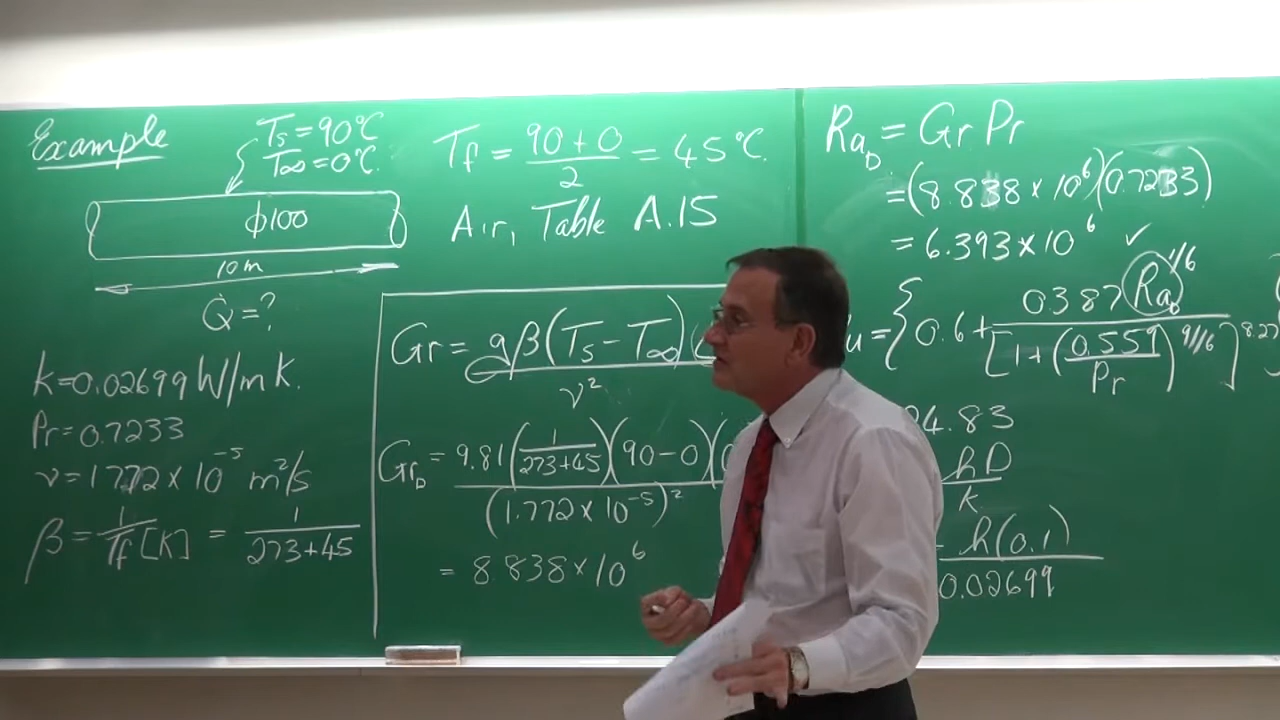 Example
Ts = 90°C
T∞ = 0°C.
ϕ100
10 m
Q̇ = ?
k = 0.02699 W/m K.
Pr = 0.7233
ν = 1.772 × 10⁻⁵ m²/s
β = 1/Tf [K] = 1/(273+45)
Tf = (90 + 0)/2 = 45°C.
Air, Table A.15
Gr = gβ(Ts − T∞)
ν²
Gr_D = 9.81(1/(273+45))(90 − 0)(
(1.772 × 10⁻⁵)²
= 8.838 × 10⁶
Ra_D = Gr Pr
= (8.838 × 10⁶)(0.7233)
= 6.393 × 10⁶ ✓
u = {0.6 + 0.387 Ra_D^1/6
[1 + (0.559/Pr)^9/16]^8/27
24.83
hD/k
h(0.1)/0.02699